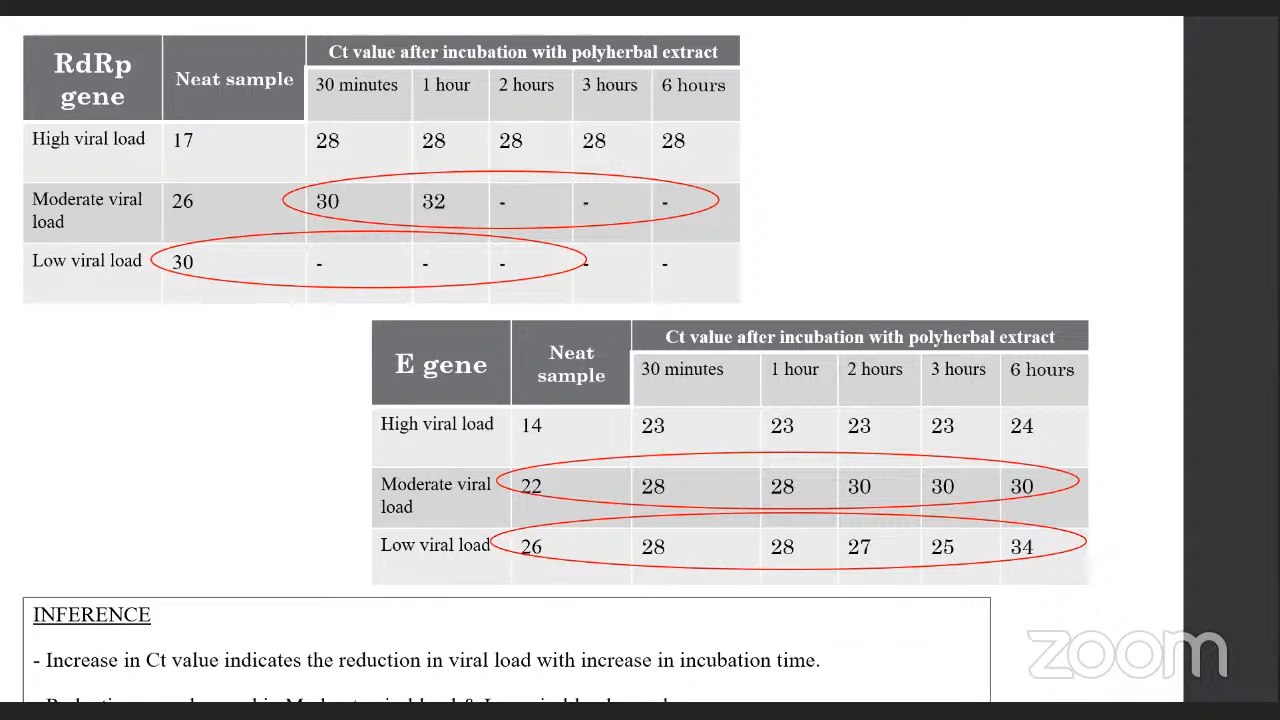 RdRp gene | Neat sample | Ct value after incubation with polyherbal extract
30 minutes | 1 hour | 2 hours | 3 hours | 6 hours
High viral load | 17 | 28 | 28 | 28 | 28 | 28
Moderate viral load | 26 | 30 | 32 | - | - | -
Low viral load | 30 | - | - | - | - | -
E gene | Neat sample | Ct value after incubation with polyherbal extract
30 minutes | 1 hour | 2 hours | 3 hours | 6 hours
High viral load | 14 | 23 | 23 | 23 | 23 | 24
Moderate viral load | 22 | 28 | 28 | 30 | 30 | 30
Low viral load | 26 | 28 | 28 | 27 | 25 | 34
INFERENCE
- Increase in Ct value indicates the reduction in viral load with increase in incubation time.
zoom